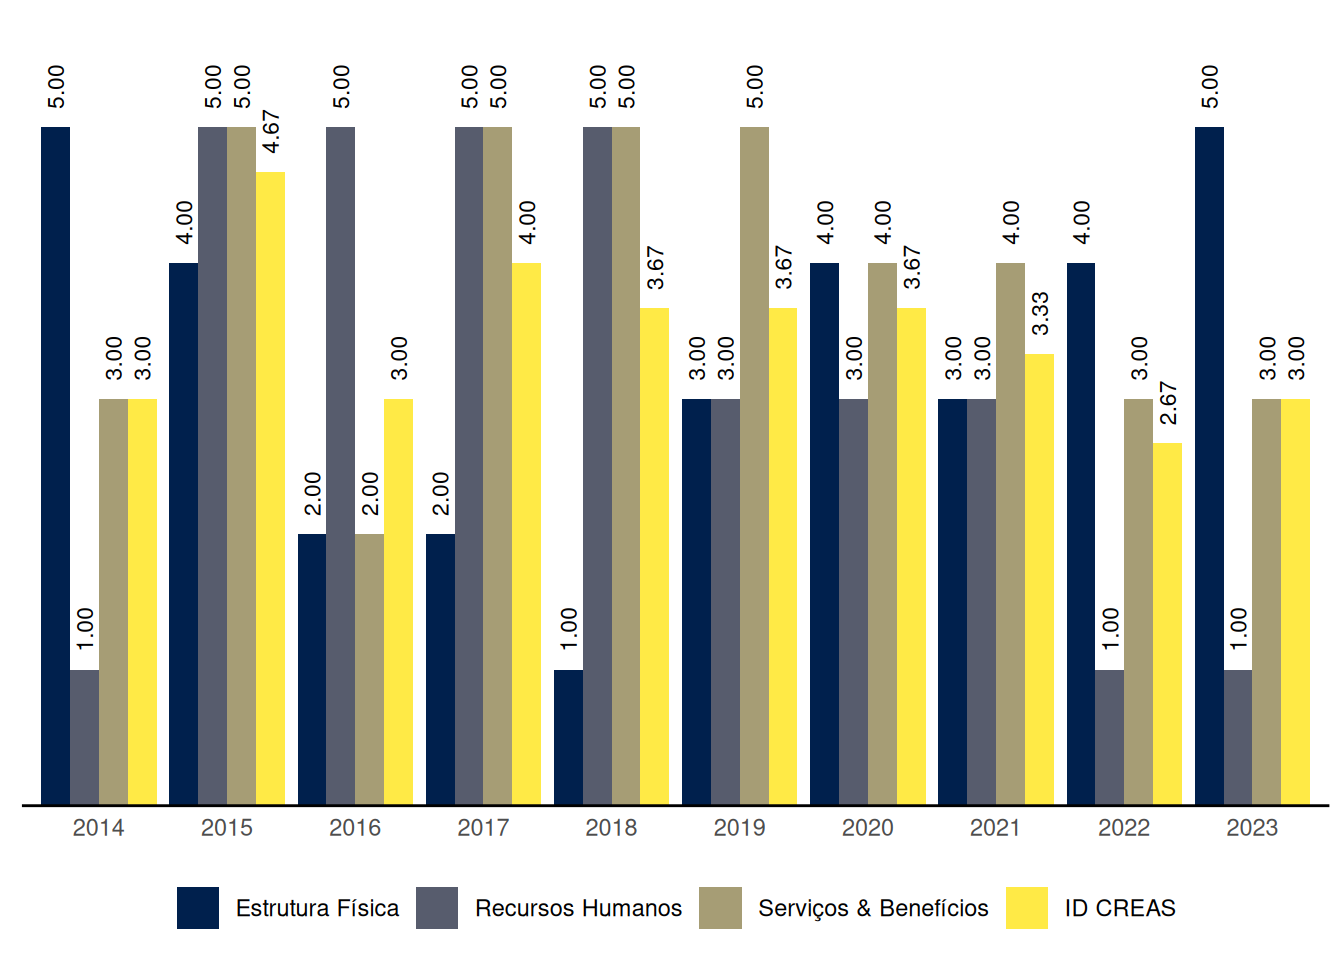 5.00 1.00 3.00 3.00
4.00 5.00 5.00 4.67
2.00 5.00 2.00 3.00
2.00 5.00 5.00 4.00
1.00 5.00 5.00 3.67
3.00 3.00 5.00 3.67
4.00 3.00 4.00 3.67
3.00 3.00 4.00 3.33
4.00 1.00 3.00 2.67
5.00 1.00 3.00 3.00
2014 2015 2016 2017 2018 2019 2020 2021 2022 2023
Estrutura Física Recursos Humanos Serviços & Benefícios ID CREAS